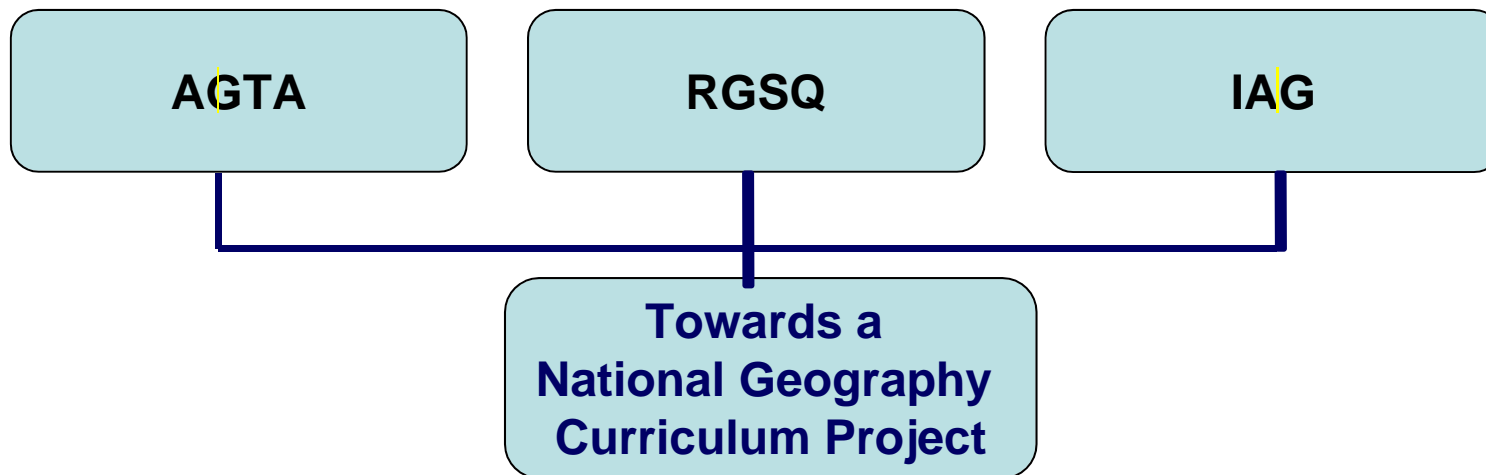 AGTA
RGSQ
IAG
Towards a
National Geography
Curriculum Project